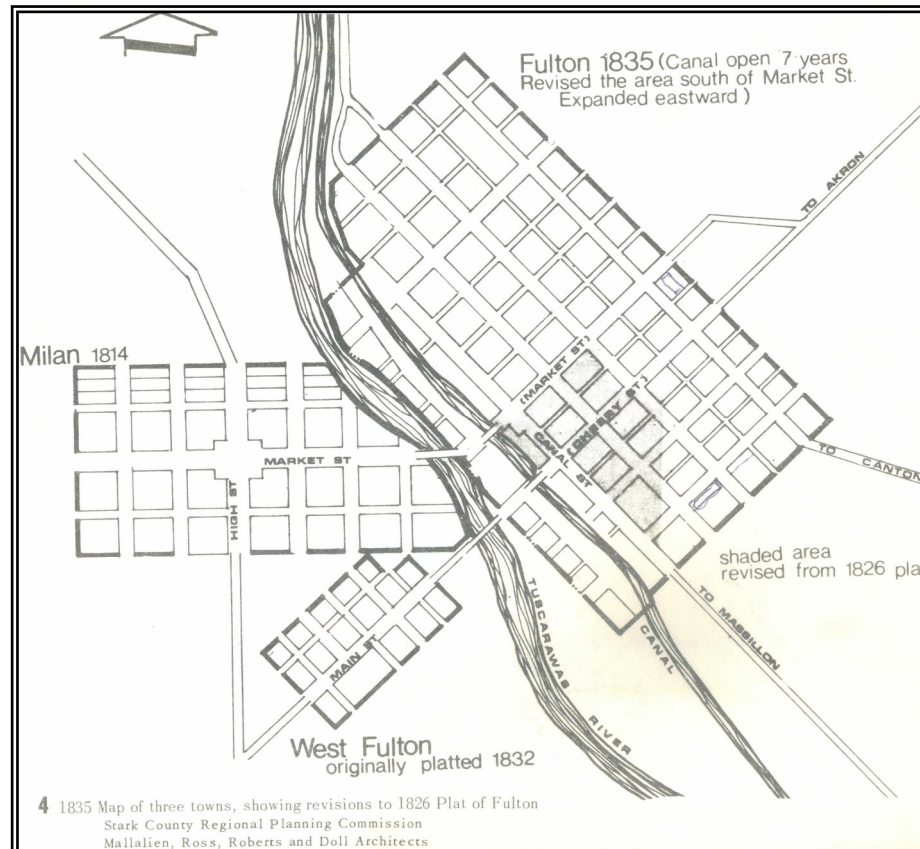 Fulton 1835 (Canal open 7 years
Revised the area south of Market St.
Expanded eastward)
TO AKRON
Milan 1814
(MARKET ST)
(CHERRY ST)
CANAL ST
MARKET ST
HIGH ST
TO CANTON
shaded area
revised from 1826 pla
TO MASSILLON
CANAL
TUSCARAWAS
RIVER
MAIN ST
West Fulton
originally platted 1832
4 1835 Map of three towns, showing revisions to 1826 Plat of Fulton
Stark County Regional Planning Commission
Mallalien, Ross, Roberts and Doll Architects